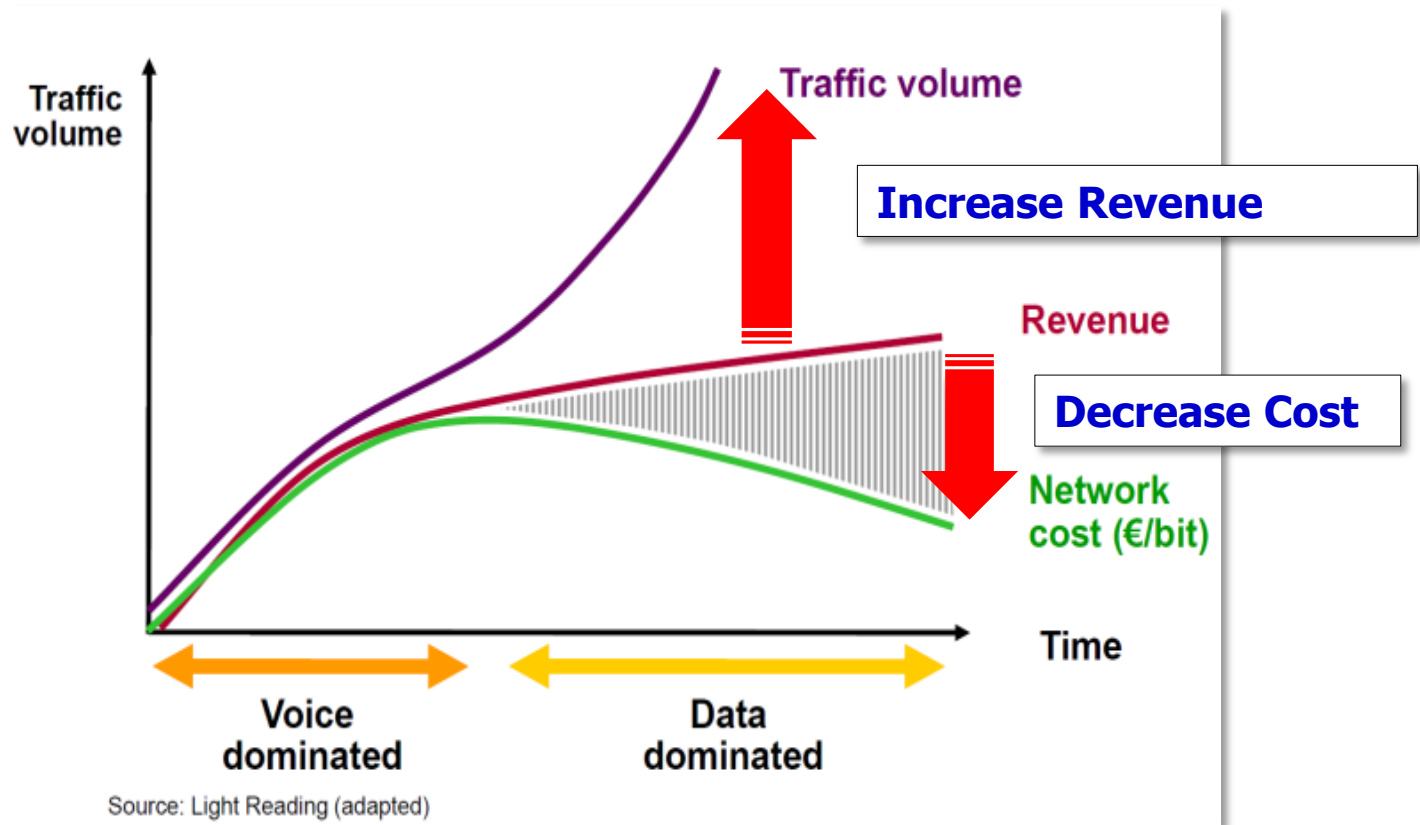 Traffic
volume
Traffic volume
Increase Revenue
Revenue
Decrease Cost
Network
cost (€/bit)
Time
Voice
dominated
Data
dominated
Source: Light Reading (adapted)